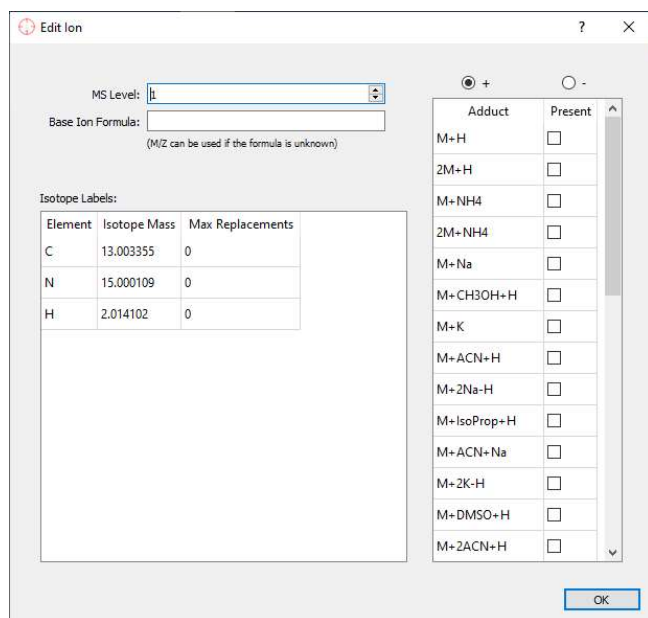 Edit Ion
? ×
MS Level: 1
Base Ion Formula:
(M/Z can be used if the formula is unknown)
Isotope Labels:
Element Isotope Mass Max Replacements
C 13.003355 0
N 15.000109 0
H 2.014102 0
+ -
Adduct Present
M+H
2M+H
M+NH4
2M+NH4
M+Na
M+CH3OH+H
M+K
M+ACN+H
M+2Na-H
M+IsoProp+H
M+ACN+Na
M+2K-H
M+DMSO+H
M+2ACN+H
OK